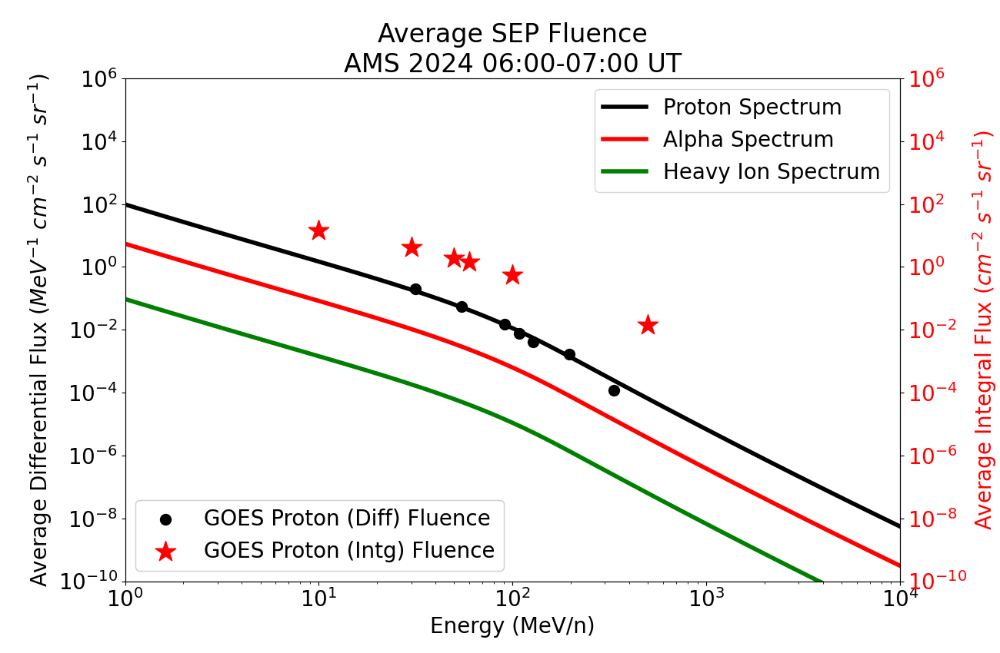 Average SEP Fluence
AMS 2024 06:00-07:00 UT
Average Differential Flux (MeV⁻¹ cm⁻² s⁻¹ sr⁻¹)
10⁶
10⁴
10²
10⁰
10⁻²
10⁻⁴
10⁻⁶
10⁻⁸
10⁻¹⁰
Proton Spectrum
Alpha Spectrum
Heavy Ion Spectrum
GOES Proton (Diff) Fluence
GOES Proton (Intg) Fluence
10⁶
10⁴
10²
10⁰
10⁻²
10⁻⁴
10⁻⁶
10⁻⁸
10⁻¹⁰
Average Integral Flux (cm⁻² s⁻¹ sr⁻¹)
10⁰ 10¹ 10² 10³ 10⁴
Energy (MeV/n)